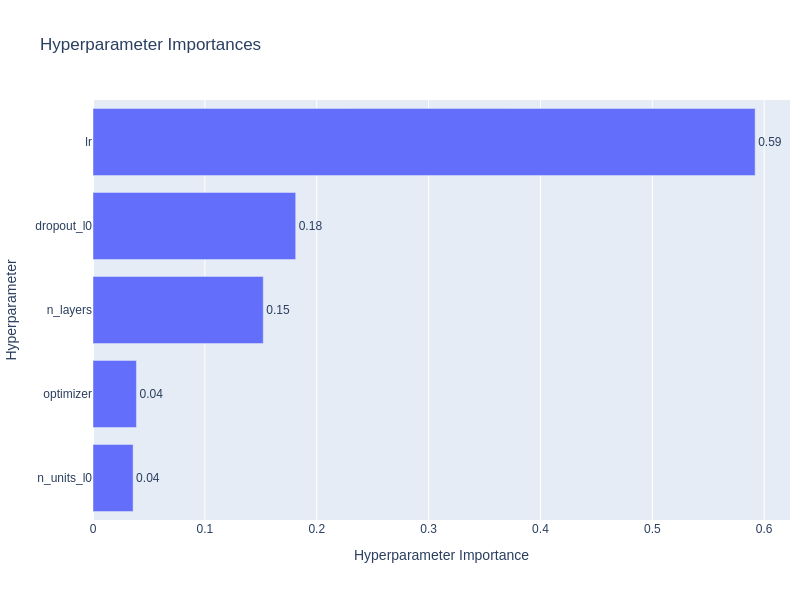 Hyperparameter Importances
Hyperparameter
lr
0.59
dropout_l0
0.18
n_layers
0.15
optimizer
0.04
n_units_l0
0.04
0
0.1
0.2
0.3
0.4
0.5
0.6
Hyperparameter Importance